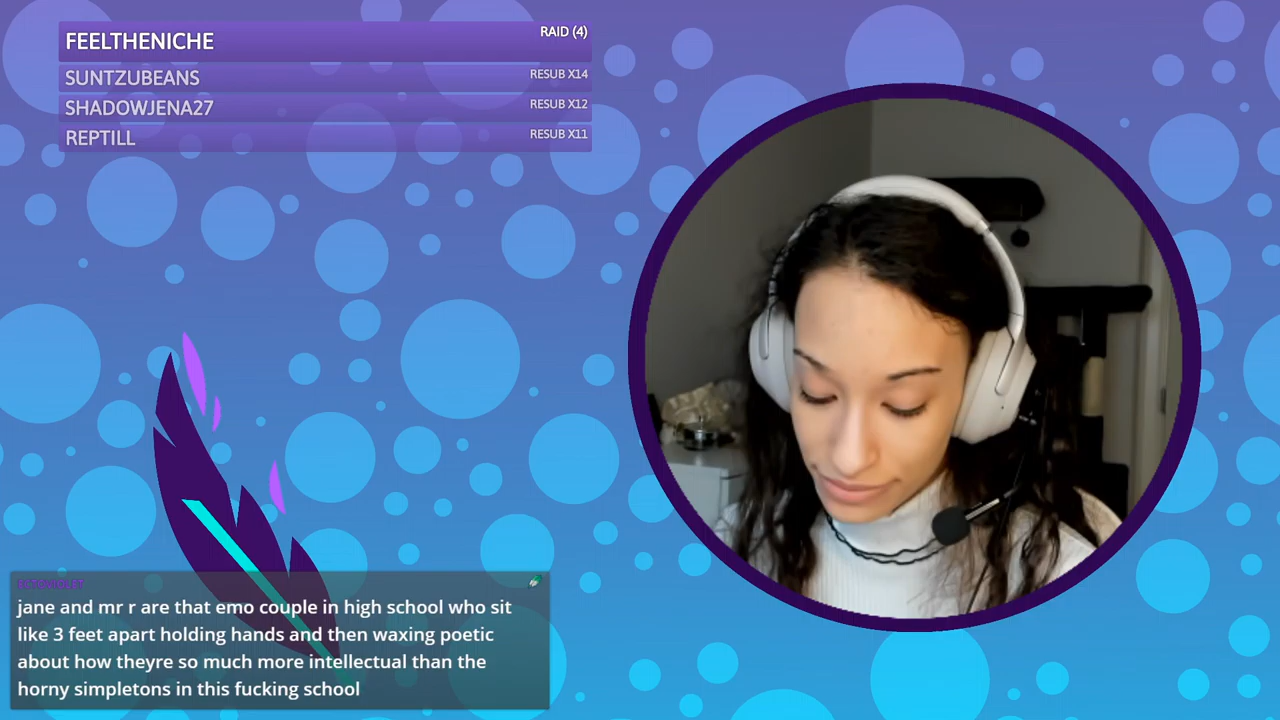 FEELTHENICHE RAID (4)
SUNTZUBEANS RESUB X14
SHADOWJENA27 RESUB X12
REPTILL RESUB X11
jane and mr r are that emo couple in high school who sit
like 3 feet apart holding hands and then waxing poetic
about how theyre so much more intellectual than the
horny simpletons in this fucking school